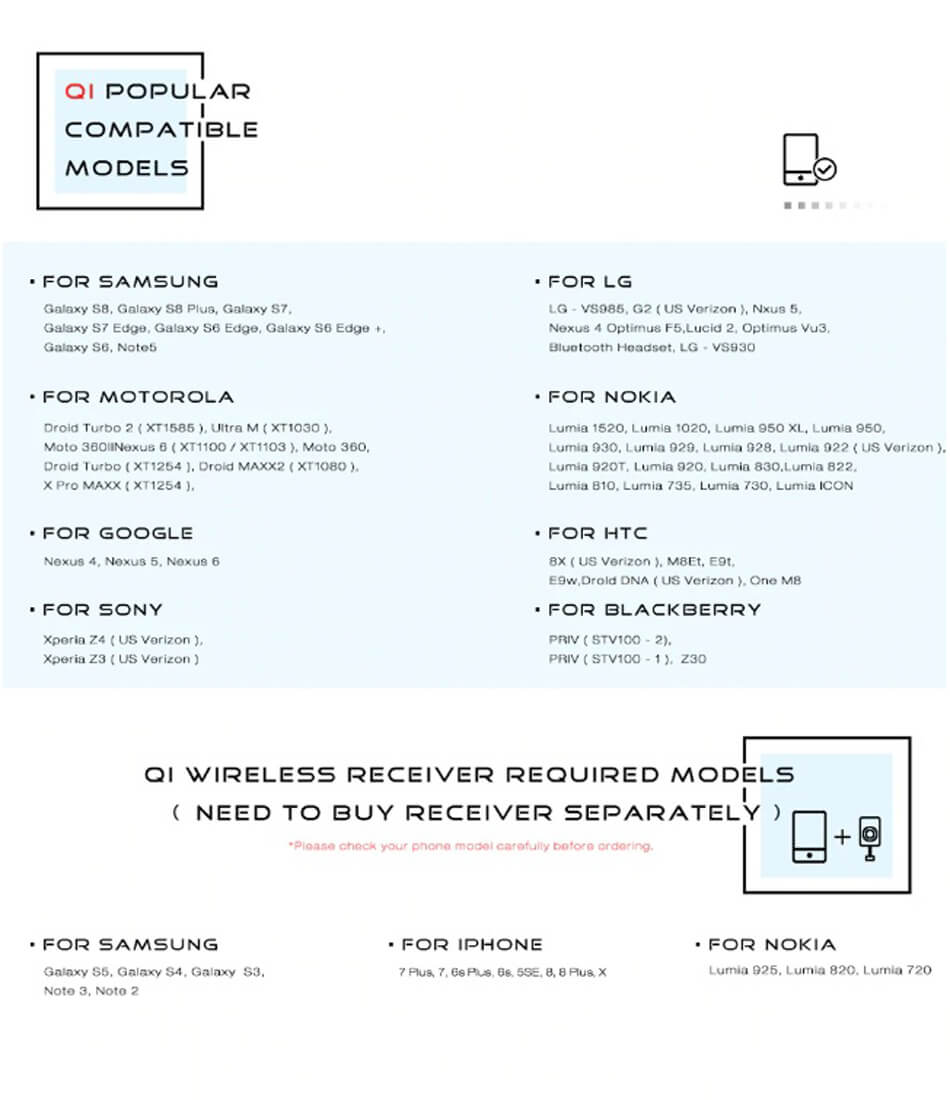 QI POPULAR
COMPATIBLE
MODELS
· FOR SAMSUNG
Galaxy S8, Galaxy S8 Plus, Galaxy S7,
Galaxy S7 Edge, Galaxy S6 Edge, Galaxy S6 Edge +,
Galaxy S6, Note5
· FOR LG
LG - VS985, G2 ( US Verizon ), Nxus 5,
Nexus 4 Optimus F5,Lucid 2, Optimus Vu3,
Bluetooth Headset, LG - VS930
· FOR MOTOROLA
Droid Turbo 2 ( XT1585 ), Ultra M ( XT1030 ),
Moto 360IINexus 6 ( XT1100 / XT1103 ), Moto 360,
Droid Turbo ( XT1254 ), Droid MAXX2 ( XT1080 ),
X Pro MAXX ( XT1254 ),
· FOR NOKIA
Lumia 1520, Lumia 1020, Lumia 950 XL, Lumia 950,
Lumia 930, Lumia 929, Lumia 928, Lumia 922 ( US Verizon ),
Lumia 920T, Lumia 920, Lumia 830,Lumia 822,
Lumia 810, Lumia 735, Lumia 730, Lumia ICON
· FOR GOOGLE
Nexus 4, Nexus 5, Nexus 6
· FOR HTC
8X ( US Verizon ), M8Et, E9t,
E9w,Drold DNA ( US Verizon ), One M8
· FOR SONY
Xperia Z4 ( US Verizon ),
Xperia Z3 ( US Verizon )
· FOR BLACKBERRY
PRIV ( STV100 - 2),
PRIV ( STV100 - 1 ), Z30
QI WIRELESS RECEIVER REQUIRED MODELS
( NEED TO BUY RECEIVER SEPARATELY )
*Please check your phone model carefully before ordering.
· FOR SAMSUNG
Galaxy S5, Galaxy S4, Galaxy S3,
Note 3, Note 2
· FOR IPHONE
7 Plus, 7, 6s Plus, 6s, 5SE, 8, 8 Plus, X
· FOR NOKIA
Lumia 925, Lumia 820, Lumia 720